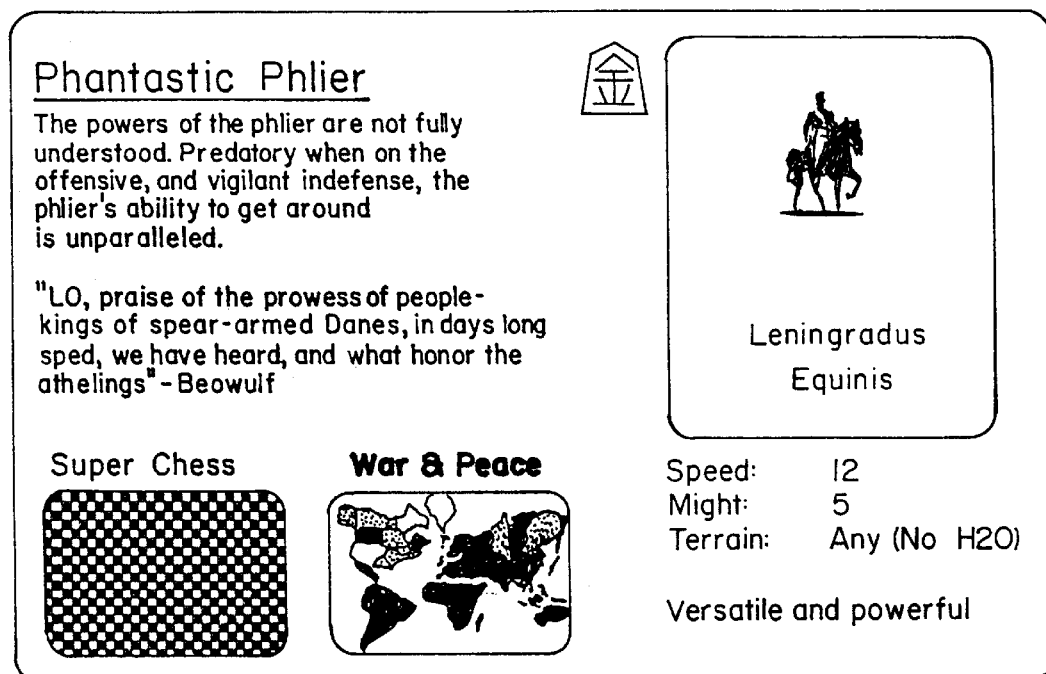 Phantastic Phlier
The powers of the phlier are not fully
understood. Predatory when on the
offensive, and vigilant indefense, the
phlier's ability to get around
is unparalleled.
"LO, praise of the prowess of people-
kings of spear-armed Danes, in days long
sped, we have heard, and what honor the
athelings" - Beowulf
金
Leningradus
Equinis
Super Chess
War & Peace
Speed: 12
Might: 5
Terrain: Any (No H2O)
Versatile and powerful